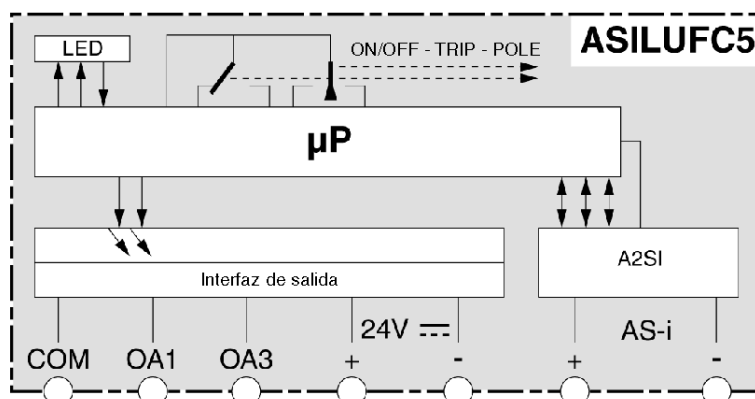 LED
ON/OFF - TRIP - POLE
ASILUFC5
µP
A2SI
Interfaz de salida
24V
AS-i
COM OA1 OA3 + - + -